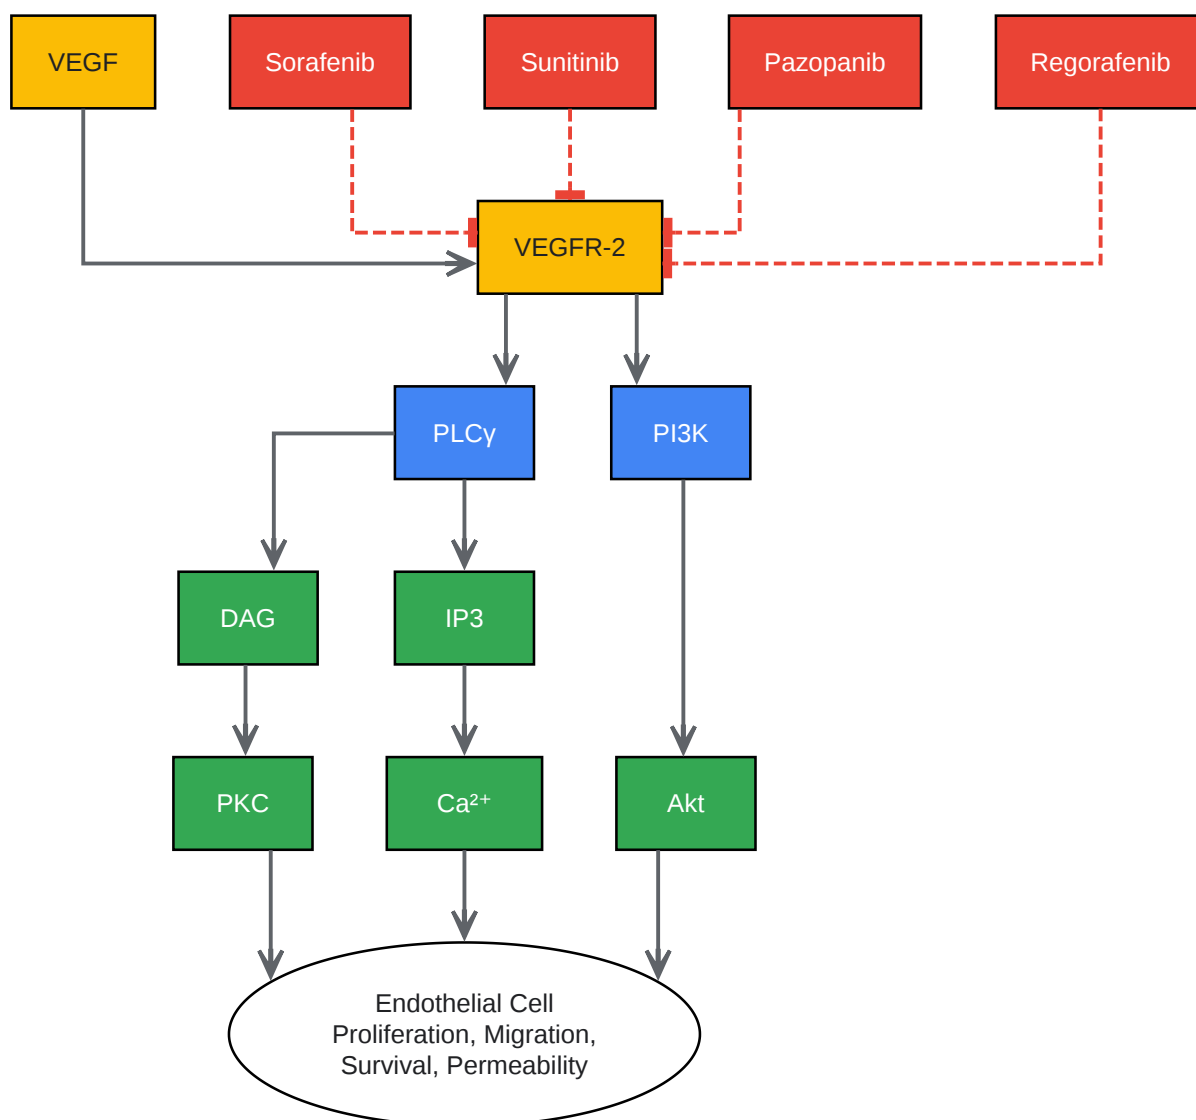 VEGF
Sorafenib
Sunitinib
Pazopanib
Regorafenib
VEGFR-2
PLCγ
PI3K
DAG
IP3
PKC
Ca²⁺
Akt
Endothelial Cell
Proliferation, Migration,
Survival, Permeability